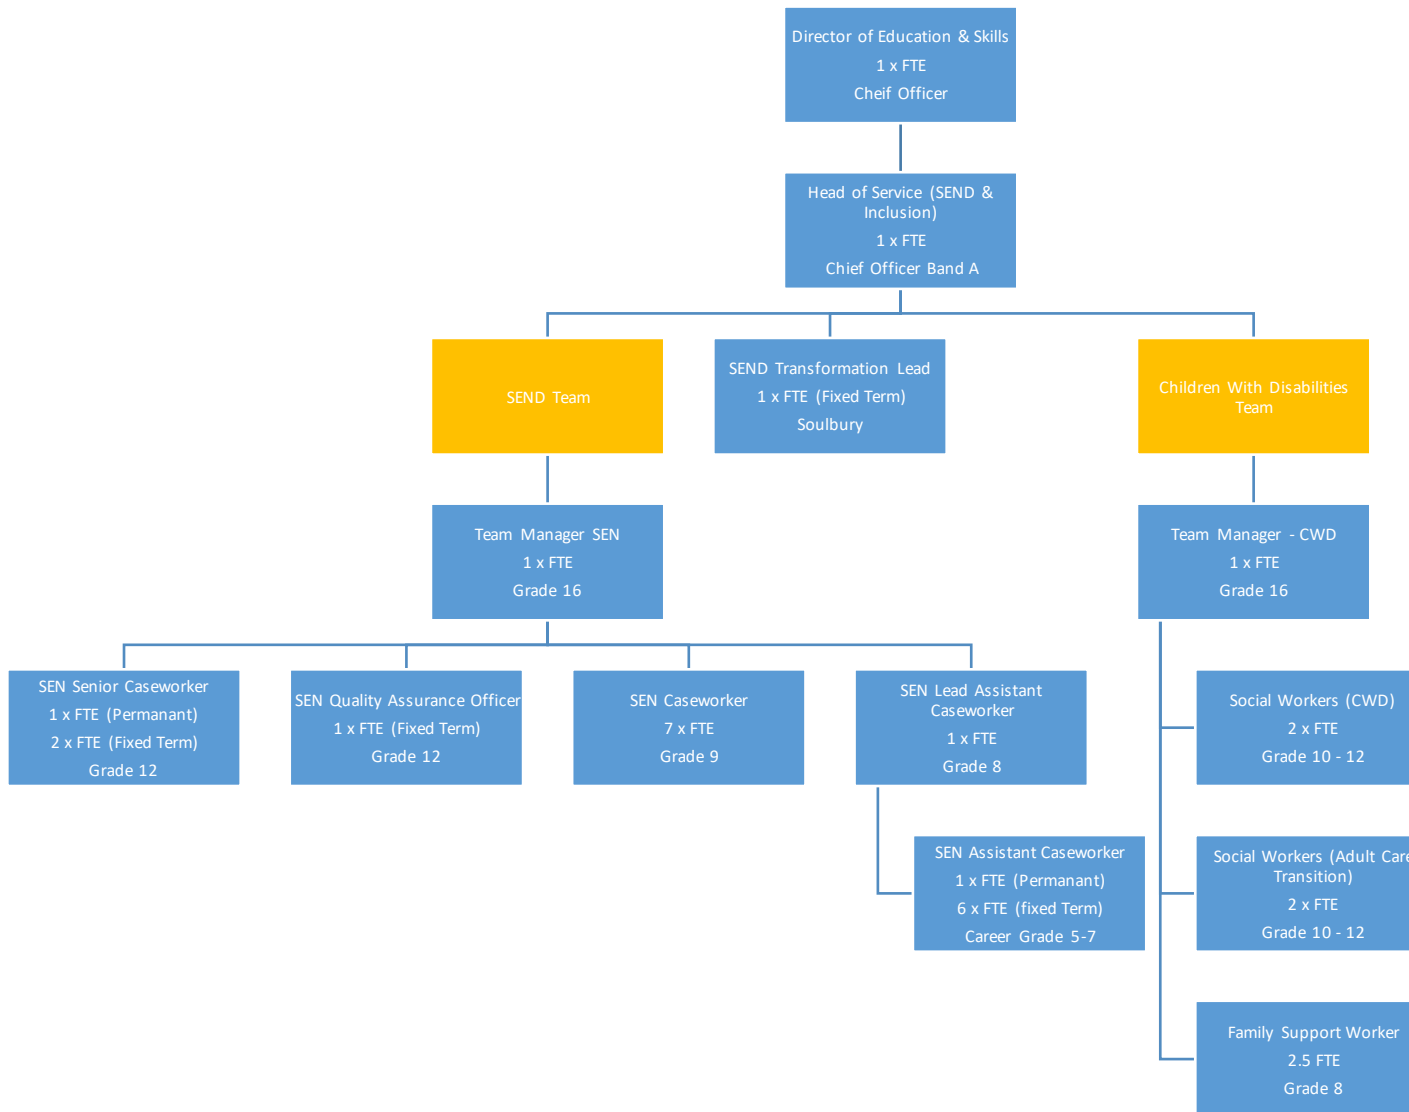 Director of Education & Skills
1 x FTE
Cheif Officer
Head of Service (SEND &
Inclusion)
1 x FTE
Chief Officer Band A
SEND Team
SEND Transformation Lead
1 x FTE (Fixed Term)
Soulbury
Children With Disabilities
Team
Team Manager SEN
1 x FTE
Grade 16
Team Manager - CWD
1 x FTE
Grade 16
SEN Senior Caseworker
1 x FTE (Permanant)
2 x FTE (Fixed Term)
Grade 12
SEN Quality Assurance Officer
1 x FTE (Fixed Term)
Grade 12
SEN Caseworker
7 x FTE
Grade 9
SEN Lead Assistant
Caseworker
1 x FTE
Grade 8
Social Workers (CWD)
2 x FTE
Grade 10 - 12
SEN Assistant Caseworker
1 x FTE (Permanant)
6 x FTE (fixed Term)
Career Grade 5-7
Social Workers (Adult Care
Transition)
2 x FTE
Grade 10 - 12
Family Support Worker
2.5 FTE
Grade 8